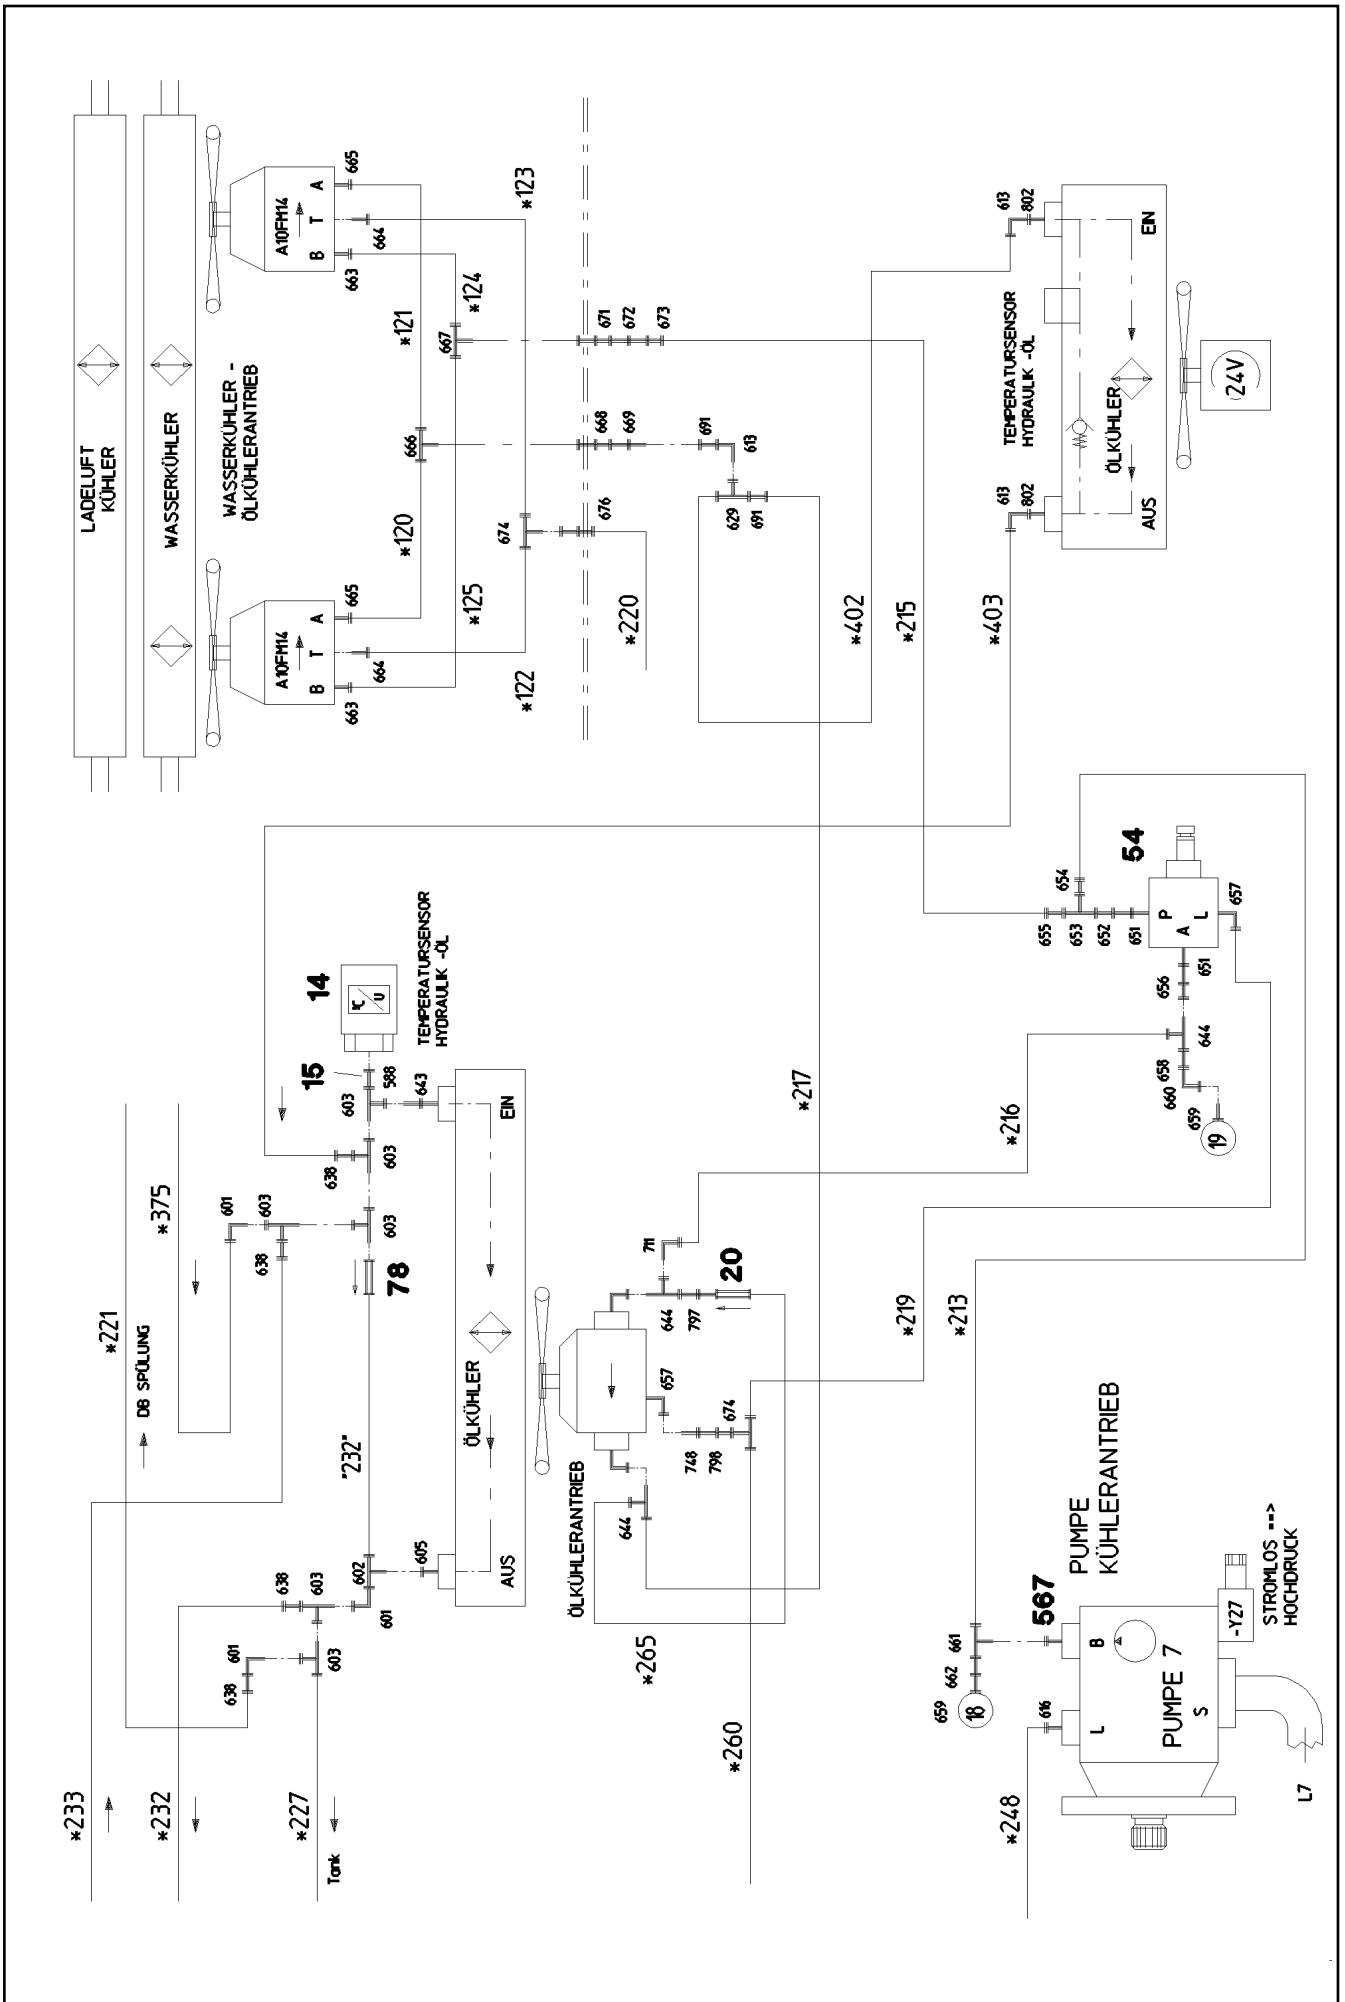 LADELUFT
KÜHLER
WASSERKÜHLER
WASSERKÜHLER -
ÖLKÜHLERANTRIEB
A10FM14
B
T
A
663
664
665
A10FM14
B
T
A
663
664
665
*120
*121
*125
*124
*122
*123
666
667
674
676
668
669
671
672
673
691
613
629
691
*220
*402
*215
*403
613
802
613
802
TEMPERATURSENSOR
HYDRAULIK -ÖL
ÖLKÜHLER
AUS
EIN
24V
*233
*232
*227
Tank
*221
DB SPÜLUNG
*375
638
601
603
638
603
601
602
605
"232"
638
601
603
78
603
638
603
603
15
588
14
°C
U
643
TEMPERATURSENSOR
HYDRAULIK -ÖL
ÖLKÜHLER
AUS
EIN
ÖLKÜHLERANTRIEB
644
657
748
798
674
644
797
711
20
*265
*260
*217
*216
*219
*213
655
653
652
651
654
54
P
A
L
657
651
656
644
658
660
659
19
*248
616
659
18
662
661
567
PUMPE
KÜHLERANTRIEB
L
B
PUMPE 7
S
-Y27
STROMLOS ==>
HOCHDRUCK
L7